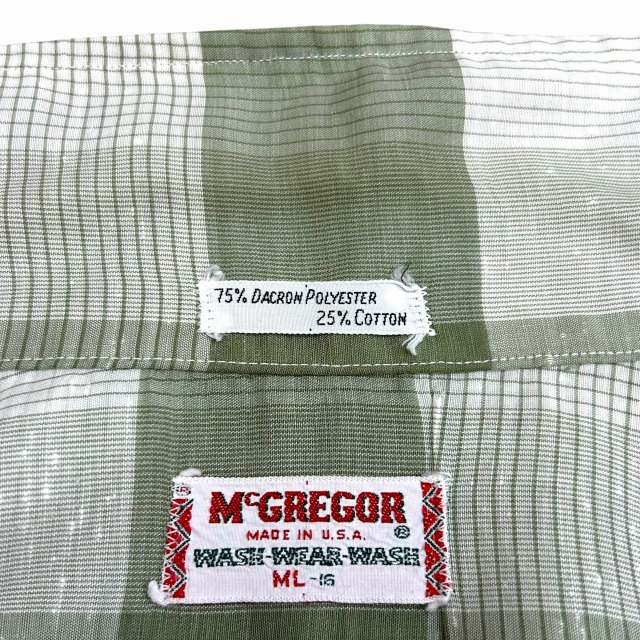 75% DACRON POLYESTER
25% COTTON
McGREGOR ®
MADE IN U.S.A.
WASH-WEAR-WASH
ML-16